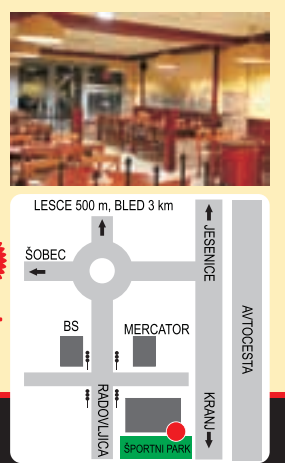 LESCE 500 m, BLED 3 km
ŠOBEC
JESENICE
AVTOCESTA
BS
MERCATOR
RADOVLJICA
KRANJ
ŠPORTNI PARK